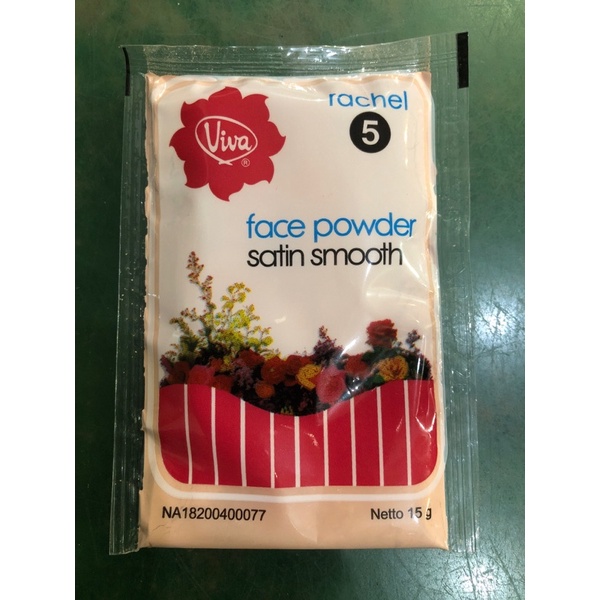 rachel
5
Viva
®
face powder
satin smooth
NA18200400077
Netto 15 g